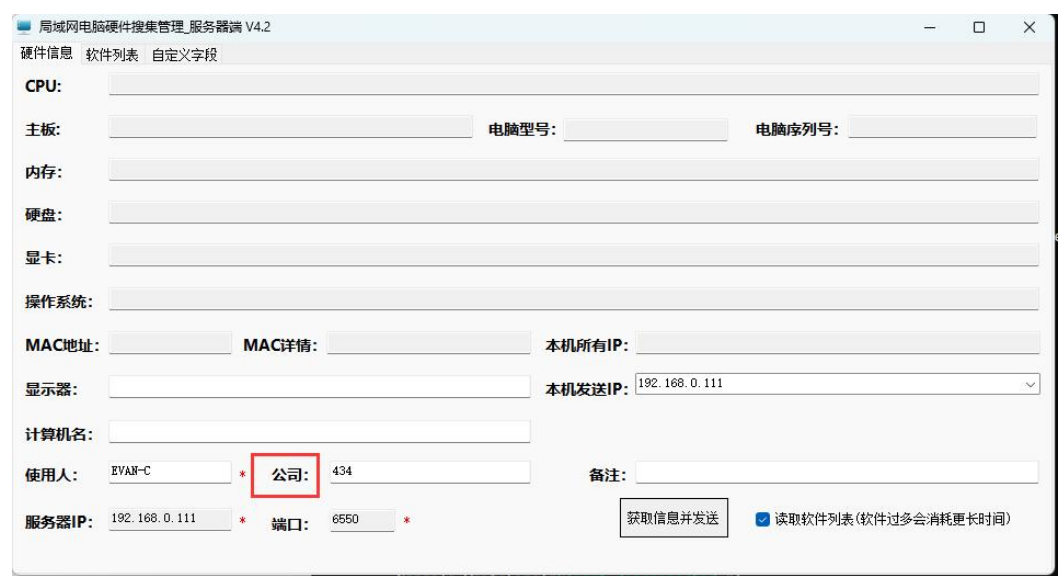 局域网电脑硬件搜集管理_服务器端 V4.2
硬件信息 软件列表 自定义字段
CPU:
主板: 电脑型号: 电脑序列号:
内存:
硬盘:
显卡:
操作系统:
MAC地址: MAC详情: 本机所有IP:
显示器: 本机发送IP: 192.168.0.111
计算机名:
使用人: EVAN-C * 公司: 434 备注:
服务器IP: 192.168.0.111 * 端口: 6550 * 获取信息并发送 读取软件列表(软件过多会消耗更长时间)